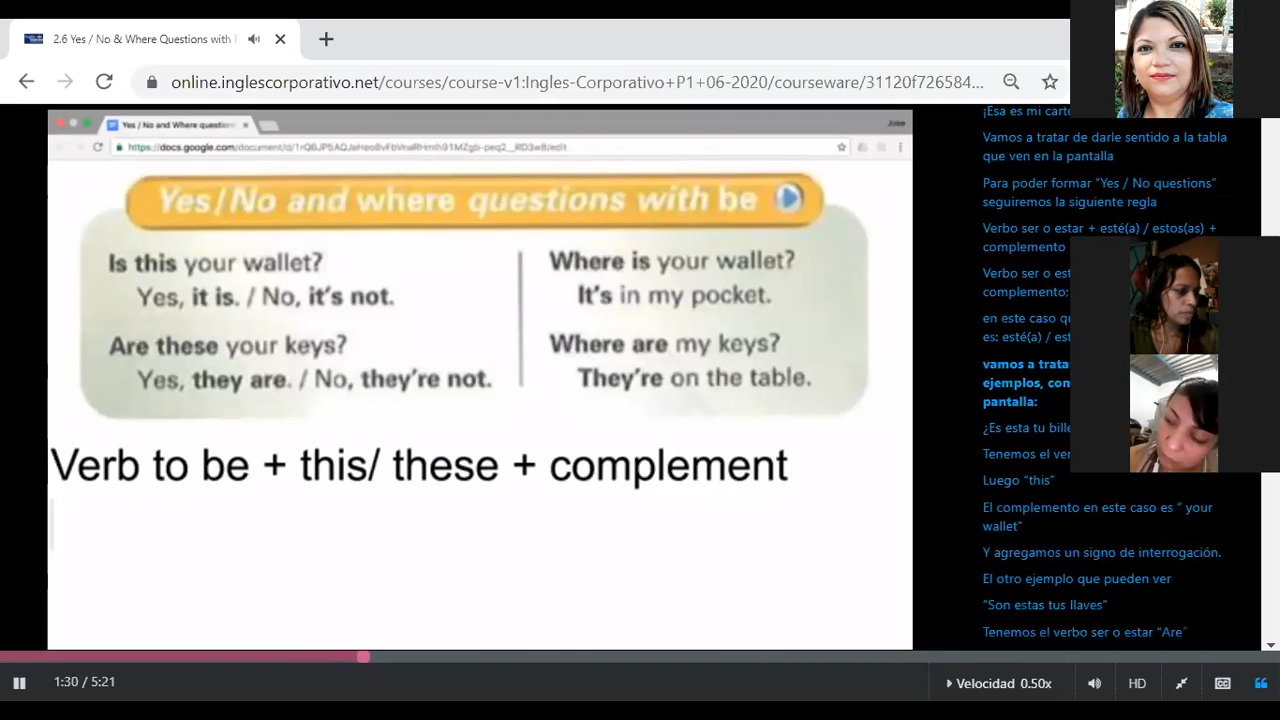 2.6 Yes / No & Where Questions with
online.inglescorporativo.net/courses/course-v1:Ingles-Corporativo+P1+06-2020/courseware/31120f726584...
Yes / No and Where question
Jose
Yes/No and where questions with be
Is this your wallet?
Yes, it is. / No, it's not.
Are these your keys?
Yes, they are. / No, they're not.
Where is your wallet?
It's in my pocket.
Where are my keys?
They're on the table.
Verb to be + this/ these + complement
¡Esa es mi carte
Vamos a tratar de darle sentido a la tabla
que ven en la pantalla
Para poder formar “Yes / No questions”
seguiremos la siguiente regla
Verbo ser o estar + esté(a) / estos(as) +
complemento
Verbo ser o est
complemento;
en este caso qu
es: esté(a) / est
vamos a trata
ejemplos, com
pantalla:
¿Es esta tu bille
Tenemos el ver
Luego “this”
El complemento en este caso es “ your
wallet”
Y agregamos un signo de interrogación.
El otro ejemplo que pueden ver
“Son estas tus llaves”
Tenemos el verbo ser o estar “Are”
1:30 / 5:21
Velocidad 0.50x
HD
CC